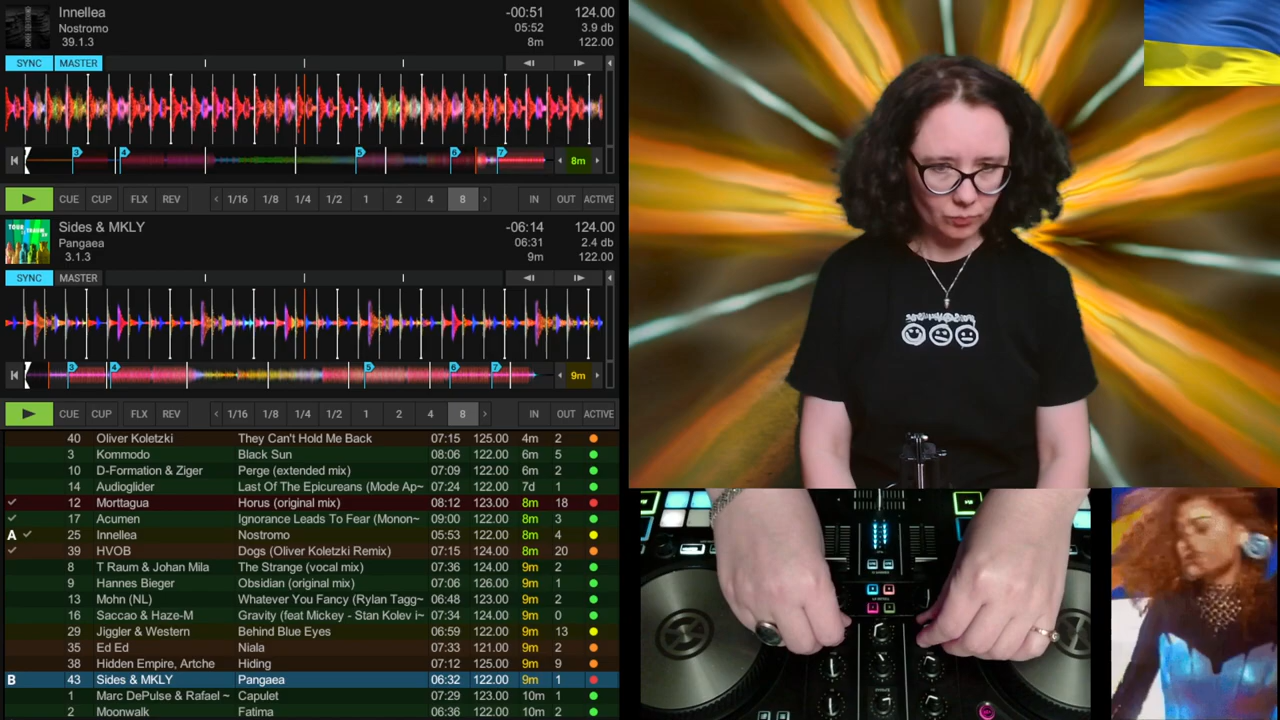 Innellea -00:51 124.00
Nostromo 05:52 3.9 db
39.1.3 8m 122.00
SYNC MASTER
3 4 5 6 7 8m
CUE CUP FLX REV 1/16 1/8 1/4 1/2 1 2 4 8 IN OUT ACTIVE
Sides & MKLY -06:14 124.00
Pangaea 06:31 2.4 db
3.1.3 9m 122.00
SYNC MASTER
3 4 5 6 7 9m
CUE CUP FLX REV 1/16 1/8 1/4 1/2 1 2 4 8 IN OUT ACTIVE
40 Oliver Koletzki They Can't Hold Me Back 07:15 125.00 4m 2
3 Kommodo Black Sun 08:06 122.00 6m 5
10 D-Formation & Ziger Perge (extended mix) 07:09 122.00 6m 2
14 Audioglider Last Of The Epicureans (Mode Ap~ 07:24 122.00 7d 1
12 Morttagua Horus (original mix) 08:12 123.00 8m 18
17 Acumen Ignorance Leads To Fear (Monon~ 09:00 122.00 8m 3
A 25 Innellea Nostromo 05:53 122.00 8m 4
39 HVOB Dogs (Oliver Koletzki Remix) 07:15 124.00 8m 20
8 T Raum & Johan Mila The Strange (vocal mix) 07:36 124.00 9m 2
9 Hannes Bieger Obsidian (original mix) 07:06 126.00 9m 1
13 Mohn (NL) Whatever You Fancy (Rylan Tagg~ 06:48 123.00 9m 2
16 Saccao & Haze-M Gravity (feat Mickey - Stan Kolev i~ 07:34 124.00 9m 0
29 Jiggler & Western Behind Blue Eyes 06:59 122.00 9m 13
35 Ed Ed Niala 07:33 121.00 9m 2
38 Hidden Empire, Artche Hiding 07:12 125.00 9m 9
B 43 Sides & MKLY Pangaea 06:32 122.00 9m 1
1 Marc DePulse & Rafael ~ Capulet 07:29 123.00 10m 1
2 Moonwalk Fatima 06:36 122.00 10m 2